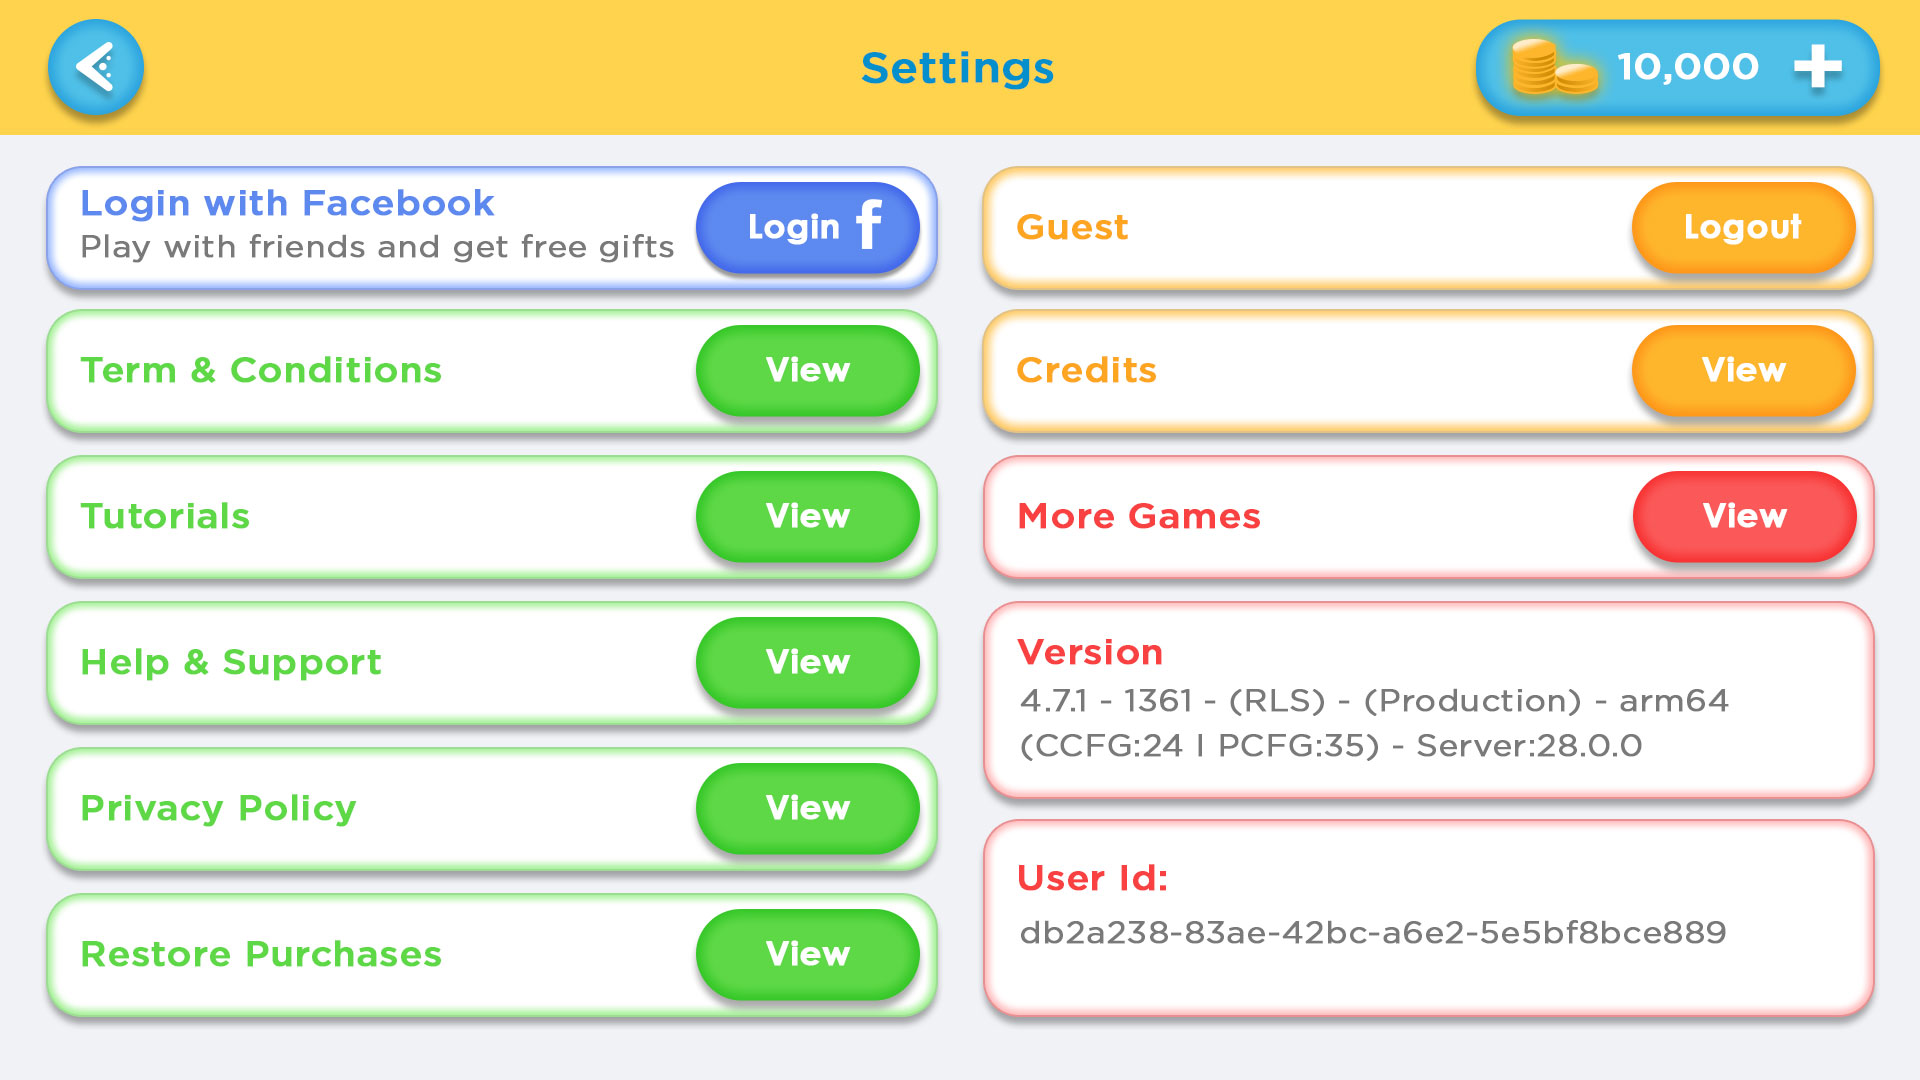 Settings
10,000
Login with Facebook
Play with friends and get free gifts
Login f
Term & Conditions
View
Tutorials
View
Help & Support
View
Privacy Policy
View
Restore Purchases
View
Guest
Logout
Credits
View
More Games
View
Version
4.7.1 - 1361 - (RLS) - (Production) - arm64
(CCFG:24 I PCFG:35) - Server:28.0.0
User Id:
db2a238-83ae-42bc-a6e2-5e5bf8bce889